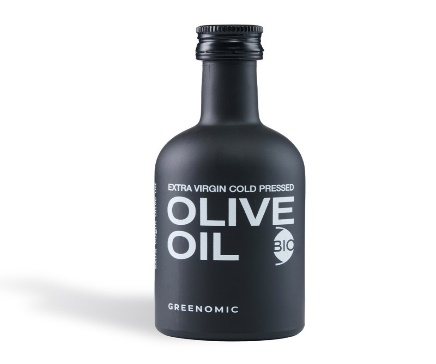 EXTRA VIRGIN COLD PRESSED
OLIVE
OIL
BIO
GREENOMIC